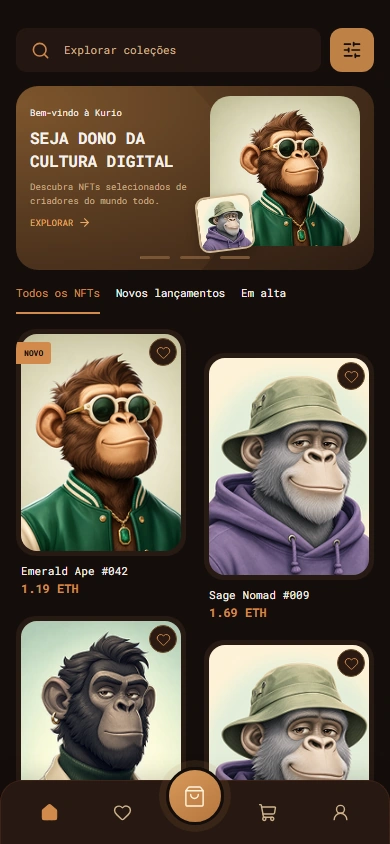 Explorar coleções
Bem-vindo à Kurio
SEJA DONO DA
CULTURA DIGITAL
Descubra NFTs selecionados de
criadores do mundo todo.
EXPLORAR
Todos os NFTs
Novos lançamentos
Em alta
NOVO
Emerald Ape #042
1.19 ETH
Sage Nomad #009
1.69 ETH